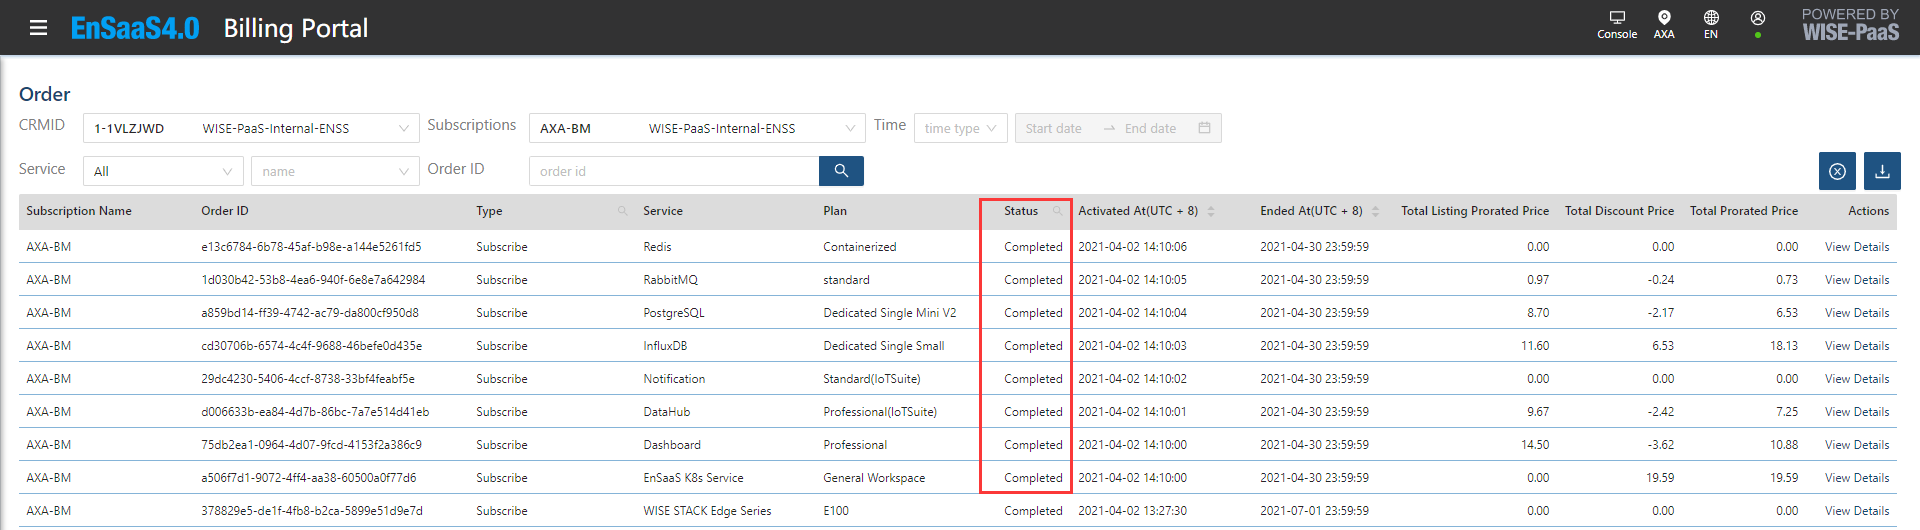 EnSaaS4.0 Billing Portal Console AXA EN POWERED BY WISE-PaaS
Order
CRMID 1-1VLZJWD WISE-PaaS-Internal-ENSS Subscriptions AXA-BM WISE-PaaS-Internal-ENSS Time time type Start date End date
Service All name Order ID order id
Subscription Name Order ID Type Service Plan Status Activated At(UTC + 8) Ended At(UTC + 8) Total Listing Prorated Price Total Discount Price Total Prorated Price Actions
AXA-BM e13c6784-6b78-45af-b98e-a144e5261fd5 Subscribe Redis Containerized Completed 2021-04-02 14:10:06 2021-04-30 23:59:59 0.00 0.00 0.00 View Details
AXA-BM 1d030b42-53b8-4ea6-940f-6e8e7a642984 Subscribe RabbitMQ standard Completed 2021-04-02 14:10:05 2021-04-30 23:59:59 0.97 -0.24 0.73 View Details
AXA-BM a859bd14-ff39-4742-ac79-da800cf950d8 Subscribe PostgreSQL Dedicated Single Mini V2 Completed 2021-04-02 14:10:04 2021-04-30 23:59:59 8.70 -2.17 6.53 View Details
AXA-BM cd30706b-6574-4c4f-9688-46befe0d435e Subscribe InfluxDB Dedicated Single Small Completed 2021-04-02 14:10:03 2021-04-30 23:59:59 11.60 6.53 18.13 View Details
AXA-BM 29dc4230-5406-4ccf-8738-33bf4feabf5e Subscribe Notification Standard(IoTSuite) Completed 2021-04-02 14:10:02 2021-04-30 23:59:59 0.00 0.00 0.00 View Details
AXA-BM d006633b-ea84-4d7b-86bc-7a7e514d41eb Subscribe DataHub Professional(IoTSuite) Completed 2021-04-02 14:10:01 2021-04-30 23:59:59 9.67 -2.42 7.25 View Details
AXA-BM 75db2ea1-0964-4d07-9fcd-4153f2a386c9 Subscribe Dashboard Professional Completed 2021-04-02 14:10:00 2021-04-30 23:59:59 14.50 -3.62 10.88 View Details
AXA-BM a506f7d1-9072-4ff4-aa38-60500a0f77d6 Subscribe EnSaaS K8s Service General Workspace Completed 2021-04-02 14:10:00 2021-04-30 23:59:59 0.00 19.59 19.59 View Details
AXA-BM 378829e5-de1f-4fb8-b2ca-5899e51d9e7d Subscribe WISE STACK Edge Series E100 Completed 2021-04-02 13:27:30 2021-07-01 23:59:59 0.00 0.00 0.00 View Details